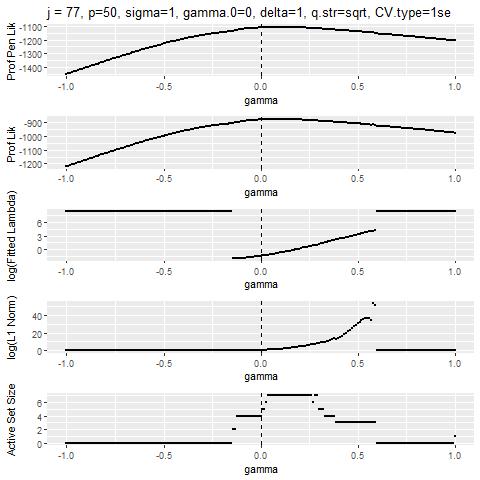 j = 77, p=50, sigma=1, gamma.0=0, delta=1, q.str=sqrt, CV.type=1se
Prof Pen Lik
-1100
-1200
-1300
-1400
-1.0 -0.5 0.0 0.5 1.0
gamma
Prof Lik
-900
-1000
-1100
-1200
-1.0 -0.5 0.0 0.5 1.0
gamma
log(Fitted Lambda)
6
3
0
-1.0 -0.5 0.0 0.5 1.0
gamma
log(L1 Norm)
40
20
0
-1.0 -0.5 0.0 0.5 1.0
gamma
Active Set Size
6
4
2
0
-1.0 -0.5 0.0 0.5 1.0
gamma